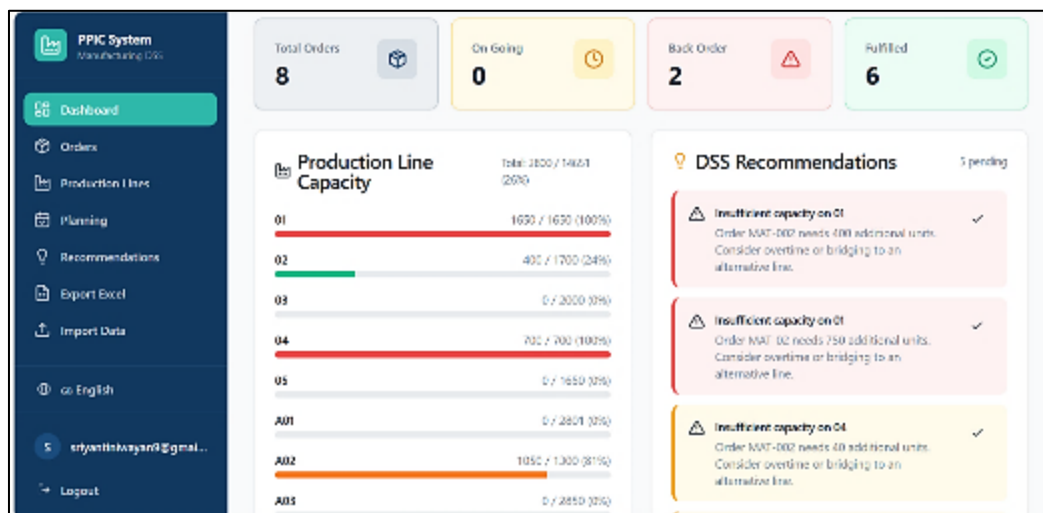 PPIC System
Manufacturing DSS
Dashboard
Orders
Production Lines
Planning
Recommendations
Export Excel
Import Data
English
S
Logout
Total Orders
8
On Going
0
Back Order
2
Fulfilled
6
Production Line
Capacity
(26%)
01
1650 / 1650 (100%)
02
400 / 1700 (24%)
03
0 / 2000 (0%)
04
700 / 700 (100%)
05
0 / 1650 (0%)
A01
0 / 2801 (0%)
A02
1050 / 1300 (81%)
A03
0 / 2850 (0%)
DSS Recommendations
5 pending
Insufficient capacity on 01
Order MAT-002 needs 400 additional units.
Consider overtime or bridging to an
alternative line.
Insufficient capacity on 01
Order MAT-02 needs 750 additional units.
Consider overtime or bridging to an
alternative line.
Insufficient capacity on 04
Order MAT-002 needs 40 additional units.
Consider overtime or bridging to an
alternative line.